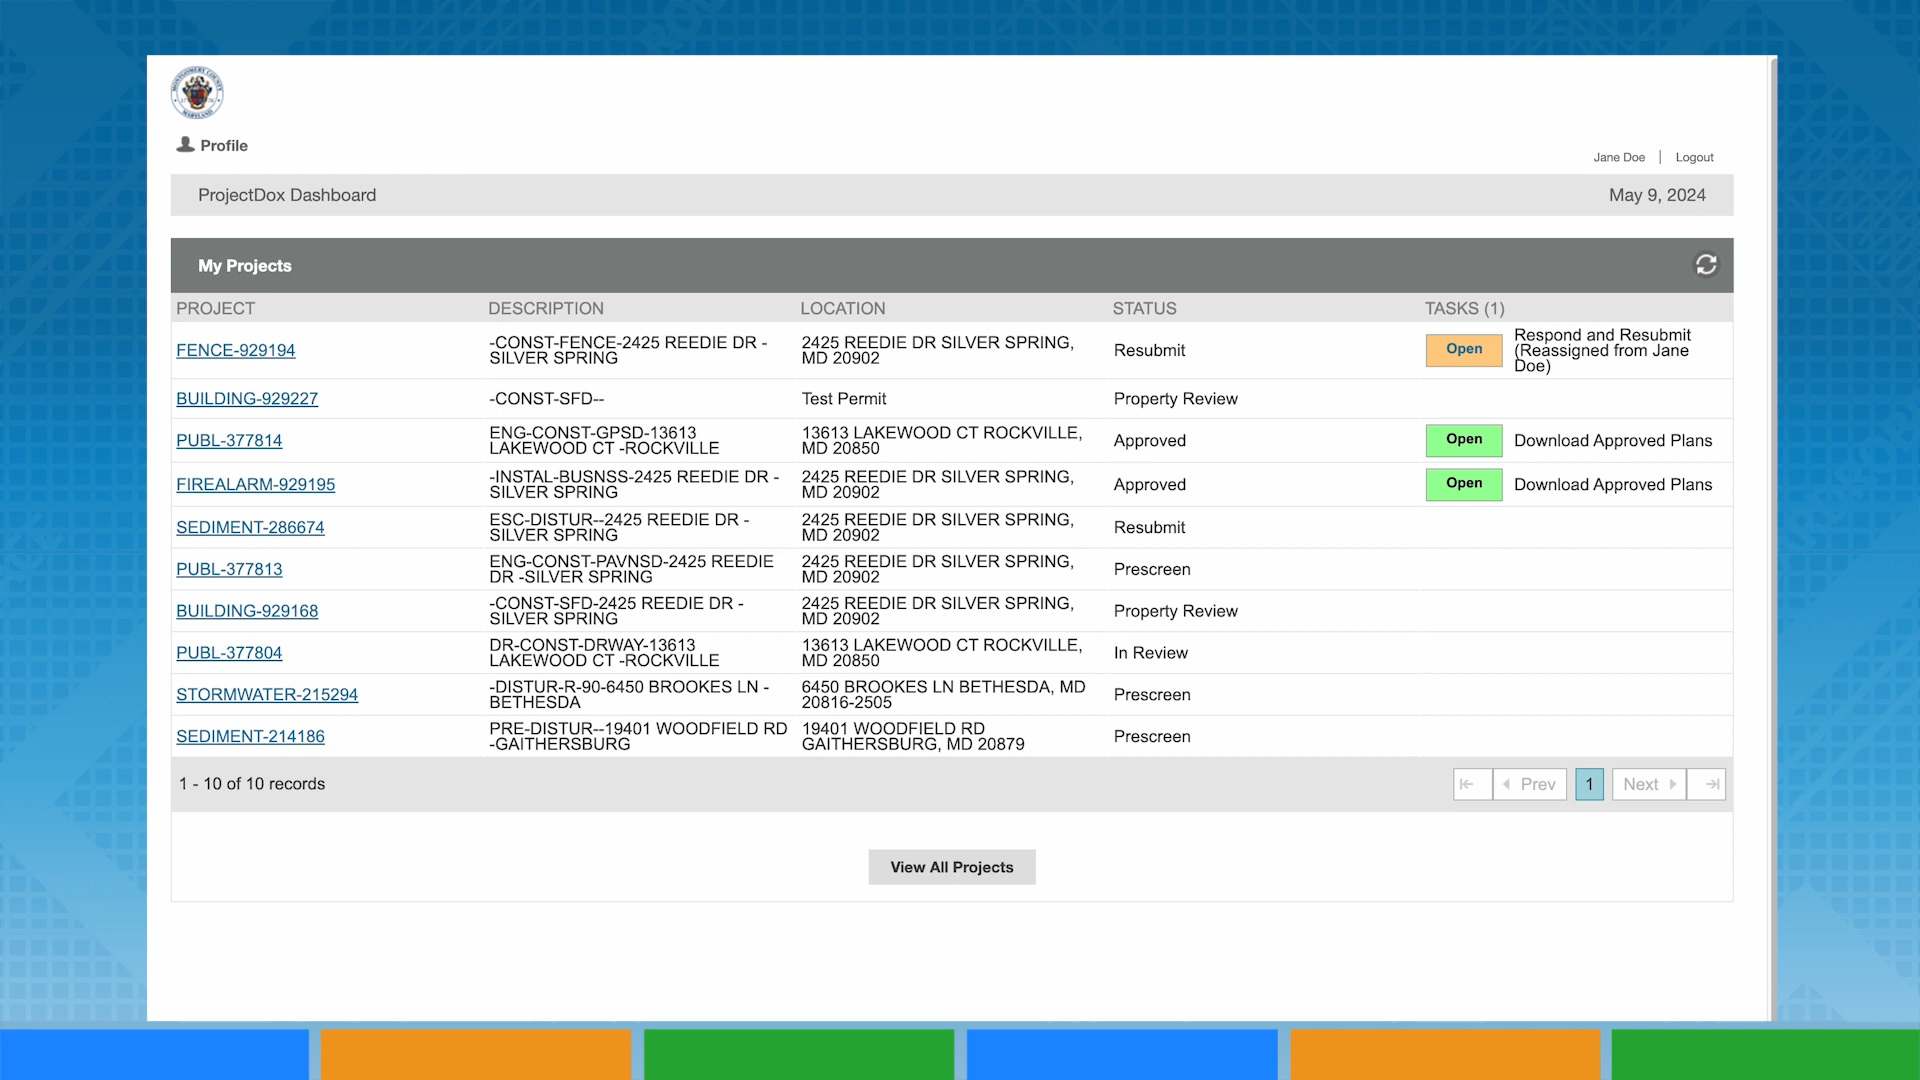 MONTGOMERY COUNTY
MARYLAND
Profile
Jane Doe | Logout
ProjectDox Dashboard May 9, 2024
My Projects
PROJECT DESCRIPTION LOCATION STATUS TASKS (1)
FENCE-929194 -CONST-FENCE-2425 REEDIE DR - 2425 REEDIE DR SILVER SPRING, Resubmit Open Respond and Resubmit
SILVER SPRING MD 20902 (Reassigned from Jane
Doe)
BUILDING-929227 -CONST-SFD-- Test Permit Property Review
PUBL-377814 ENG-CONST-GPSD-13613 13613 LAKEWOOD CT ROCKVILLE, Approved Open Download Approved Plans
LAKEWOOD CT -ROCKVILLE MD 20850
FIREALARM-929195 -INSTAL-BUSNSS-2425 REEDIE DR - 2425 REEDIE DR SILVER SPRING, Approved Open Download Approved Plans
SILVER SPRING MD 20902
SEDIMENT-286674 ESC-DISTUR--2425 REEDIE DR - 2425 REEDIE DR SILVER SPRING, Resubmit
SILVER SPRING MD 20902
PUBL-377813 ENG-CONST-PAVNSD-2425 REEDIE 2425 REEDIE DR SILVER SPRING, Prescreen
DR -SILVER SPRING MD 20902
BUILDING-929168 -CONST-SFD-2425 REEDIE DR - 2425 REEDIE DR SILVER SPRING, Property Review
SILVER SPRING MD 20902
PUBL-377804 DR-CONST-DRWAY-13613 13613 LAKEWOOD CT ROCKVILLE, In Review
LAKEWOOD CT -ROCKVILLE MD 20850
STORMWATER-215294 -DISTUR-R-90-6450 BROOKES LN - 6450 BROOKES LN BETHESDA, MD Prescreen
BETHESDA 20816-2505
SEDIMENT-214186 PRE-DISTUR--19401 WOODFIELD RD 19401 WOODFIELD RD Prescreen
-GAITHERSBURG GAITHERSBURG, MD 20879
1 - 10 of 10 records Prev 1 Next
View All Projects